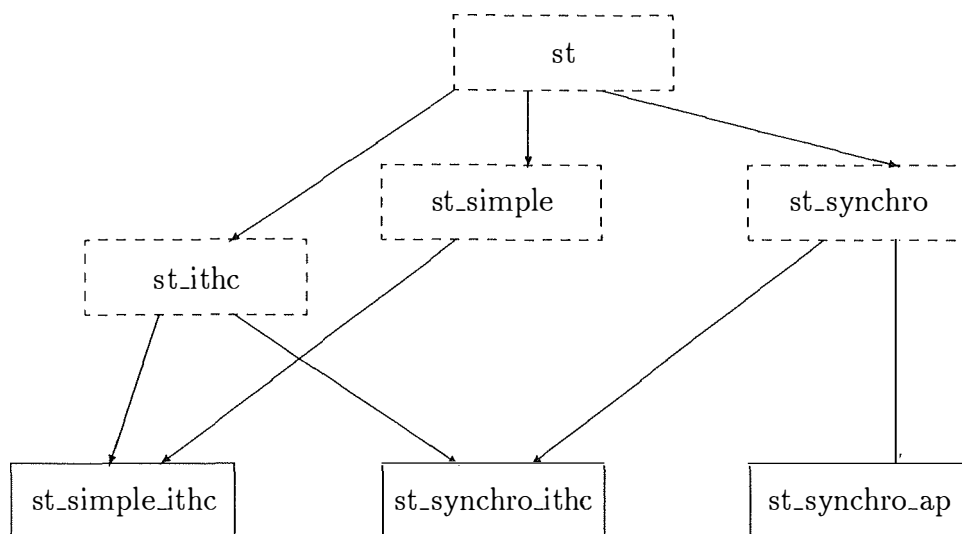 st
st_simple
st_synchro
st_ithc
st_simple_ithc
st_synchro_ithc
st_synchro_ap